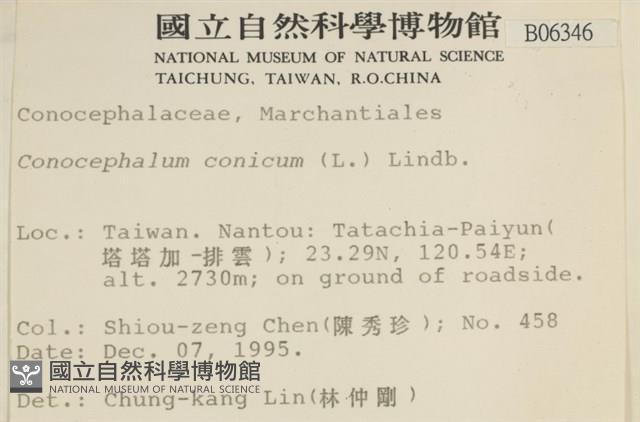 國立自然科學博物館
B06346
NATIONAL MUSEUM OF NATURAL SCIENCE
TAICHUNG, TAIWAN, R.O.CHINA
Conocephalaceae, Marchantiales
Conocephalum conicum (L.) Lindb.
Loc.: Taiwan. Nantou: Tatachia-Paiyun(
塔塔加-排雲); 23.29N, 120.54E;
alt. 2730m; on ground of roadside.
Col.: Shiou-zeng Chen(陳秀珍); No. 458
Date: Dec. 07, 1995.
國立自然科學博物館
NATIONAL MUSEUM OF NATURAL SCIENCE
Det.: Chung-kang Lin(林仲剛)